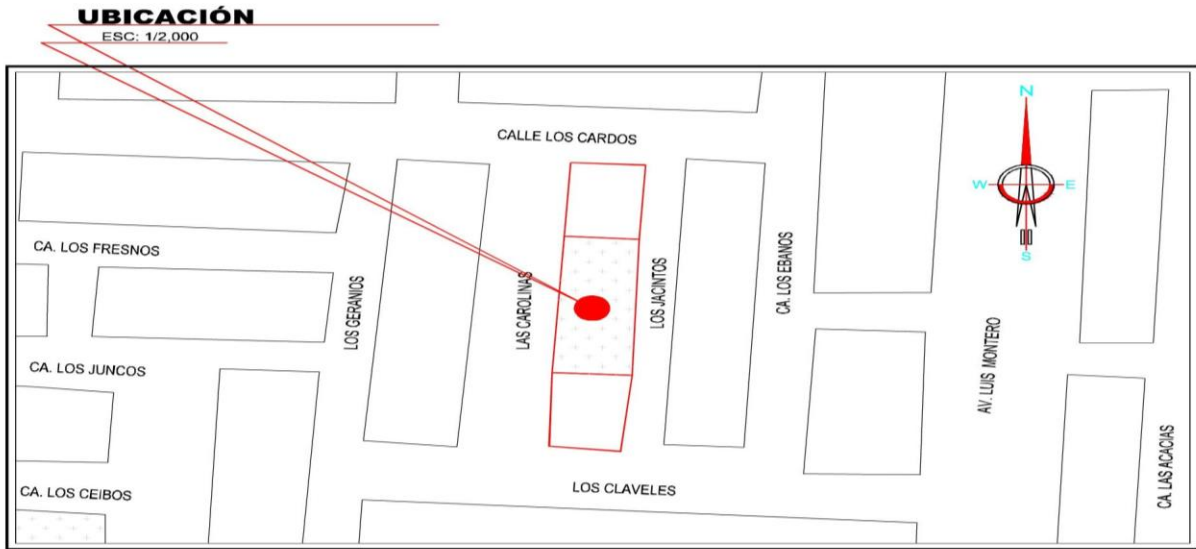 UBICACIÓN
ESC: 1/2,000
CALLE LOS CARDOS
N
W
E
S
CA. LOS FRESNOS
LOS GERANIOS
LAS CAROLINAS
LOS JACINTOS
CA. LOS EBANOS
AV. LUIS MONTERO
CA. LOS JUNCOS
CA. LAS ACACIAS
CA. LOS CEIBOS
LOS CLAVELES